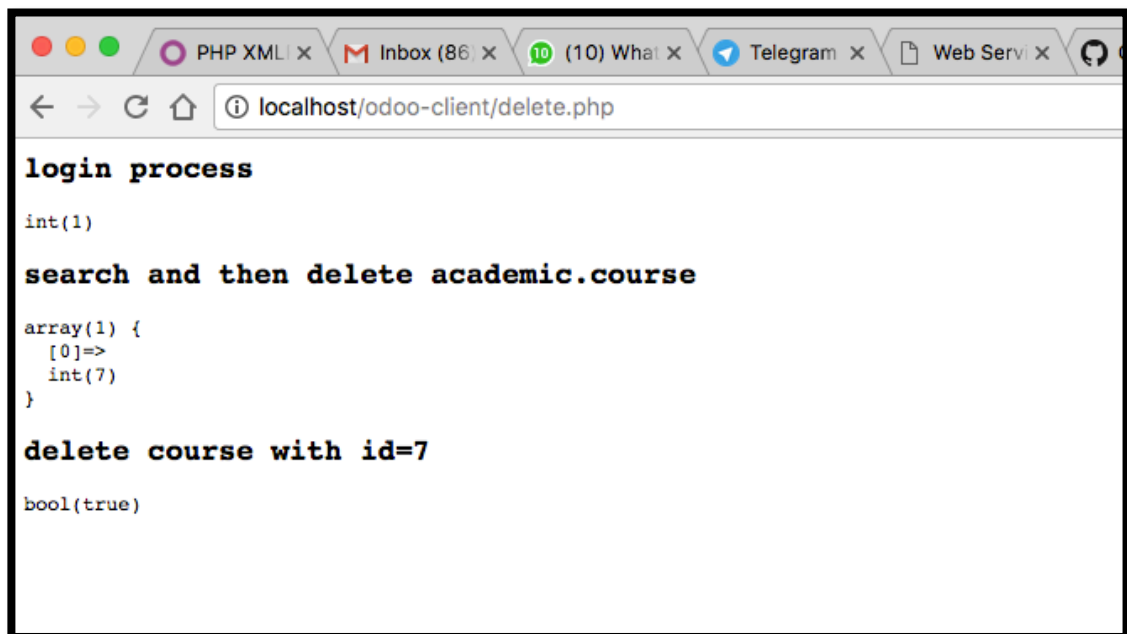 PHP XML
Inbox (86)
(10) What
Telegram
Web Servi
localhost/odoo-client/delete.php
login process
int(1)
search and then delete academic.course
array(1) {
  [0]=>
  int(7)
}
delete course with id=7
bool(true)